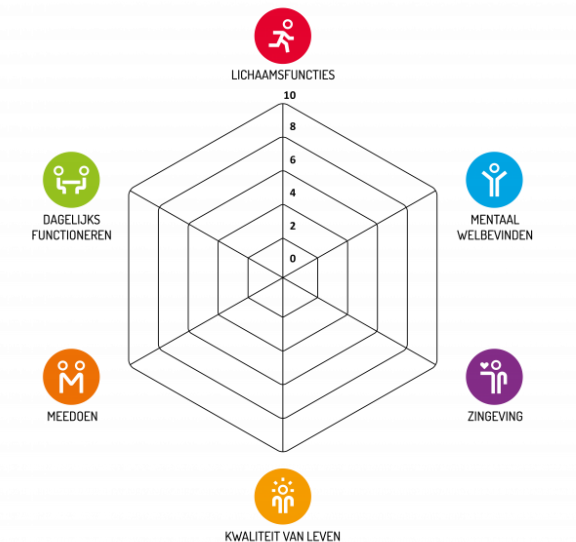 LICHAAMSFUNCTIES
10
8
6
4
2
0
DAGELIJKS
FUNCTIONEREN
MENTAAL
WELBEVINDEN
MEEDOEN
ZINGEVING
KWALITEIT VAN LEVEN